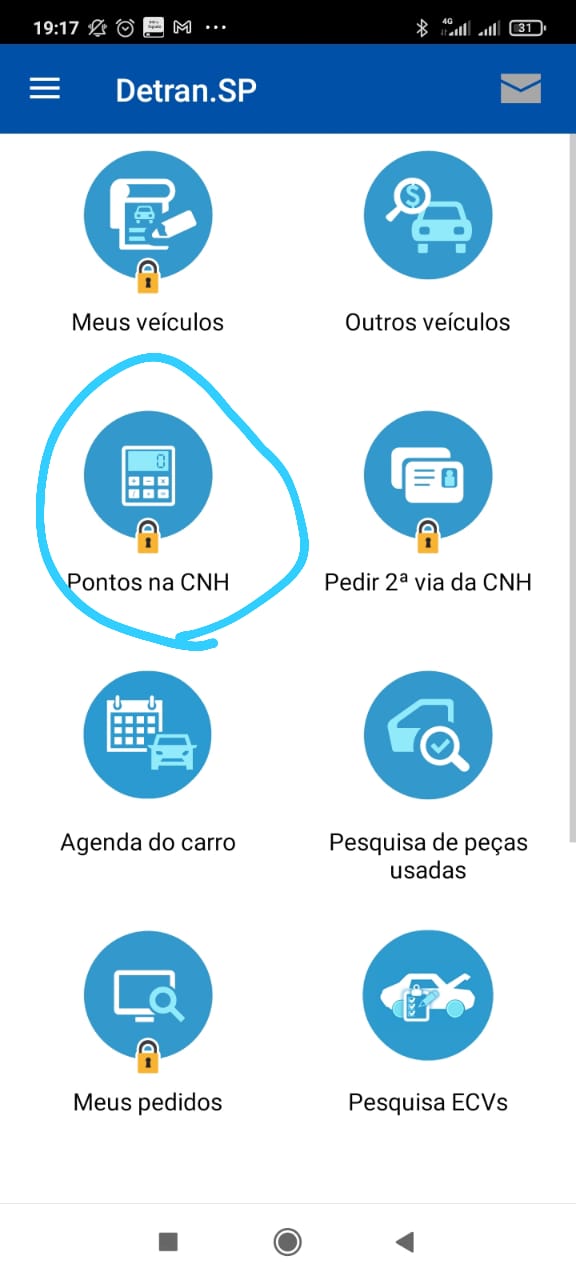 19:17
4G
31
Detran.SP
Meus veículos
Outros veículos
Pontos na CNH
Pedir 2ª via da CNH
Agenda do carro
Pesquisa de peças
usadas
Meus pedidos
Pesquisa ECVs